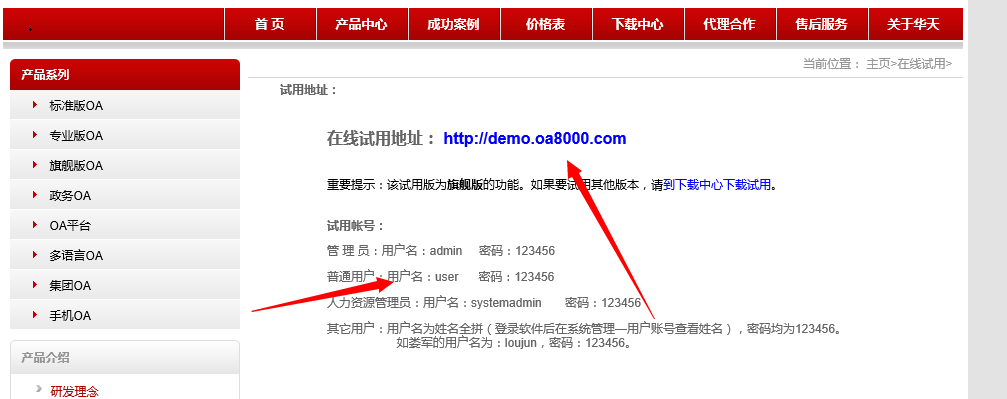 首 页 产品中心 成功案例 价格表 下载中心 代理合作 售后服务 关于华天
当前位置： 主页>在线试用>
产品系列
标准版OA
专业版OA
旗舰版OA
政务OA
OA平台
多语言OA
集团OA
手机OA
产品介绍
研发理念
试用地址：
在线试用地址： http://demo.oa8000.com
重要提示：该试用版为旗舰版的功能。如果要试用其他版本，请到下载中心下载试用。
试用帐号：
管 理 员：用户名：admin 密码：123456
普通用户：用户名：user 密码：123456
人力资源管理员：用户名：systemadmin 密码：123456
其它用户：用户名为姓名全拼（登录软件后在系统管理—用户账号查看姓名），密码均为123456。
如娄军的用户名为：loujun，密码：123456。